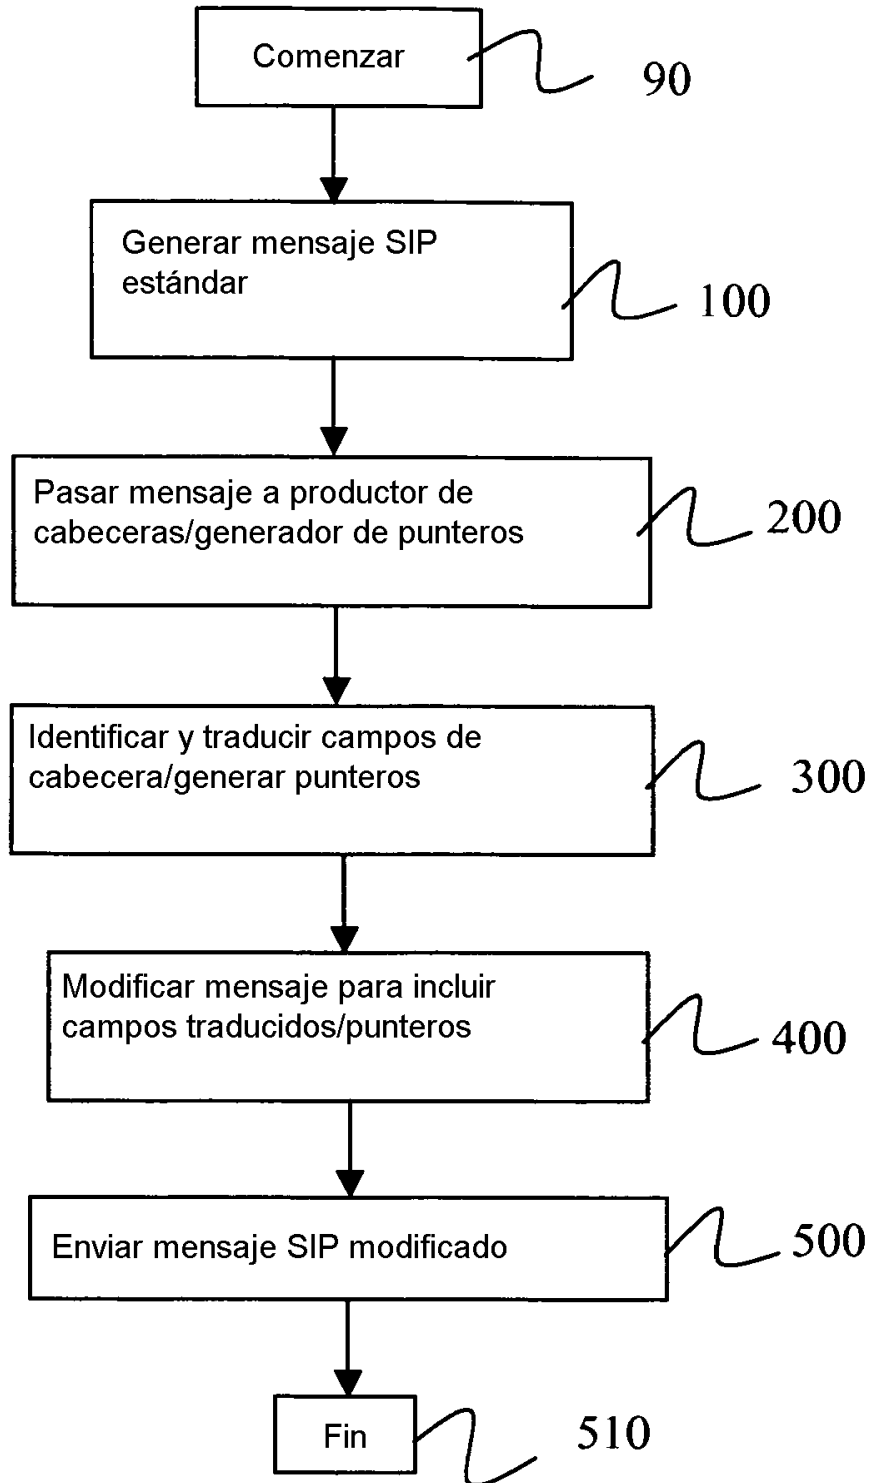 Comenzar
90
Generar mensaje SIP
estándar
100
Pasar mensaje a productor de
cabeceras/generador de punteros
200
Identificar y traducir campos de
cabecera/generar punteros
300
Modificar mensaje para incluir
campos traducidos/punteros
400
Enviar mensaje SIP modificado
500
Fin
510